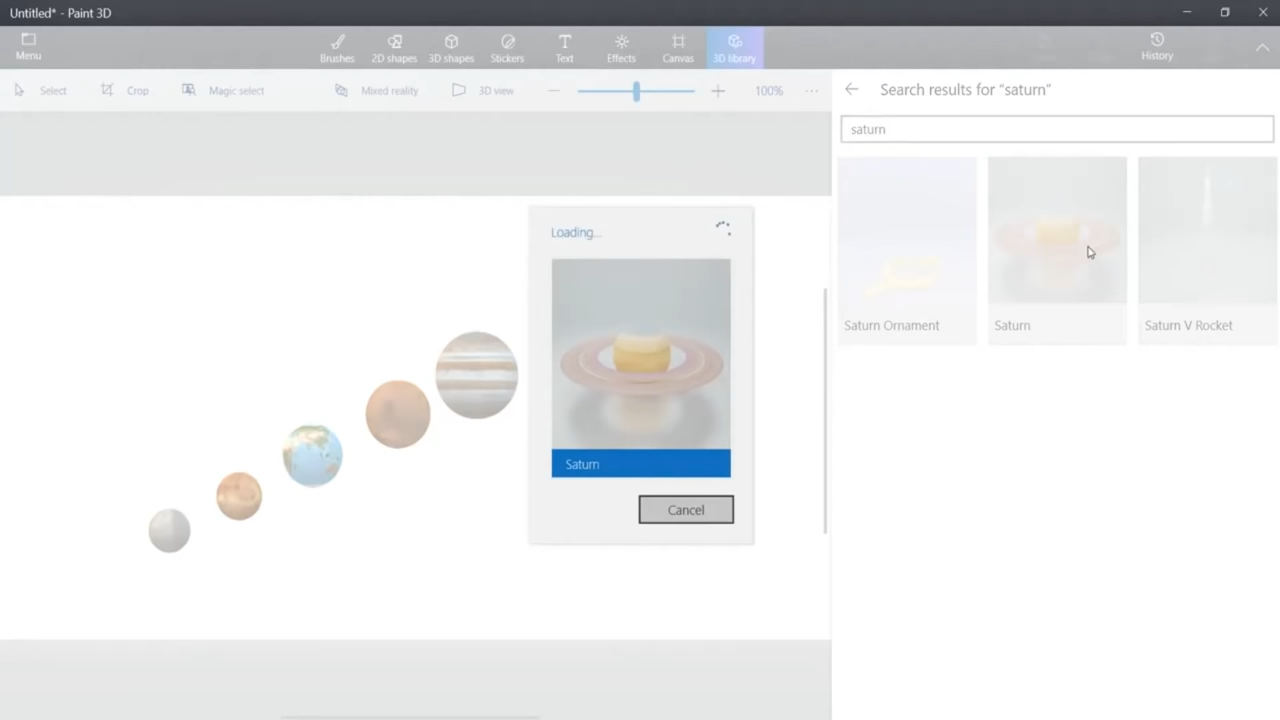 Untitled* - Paint 3D
Menu
Brushes
2D shapes
3D shapes
Stickers
Text
Effects
Canvas
3D library
History
Select
Crop
Magic select
Mixed reality
3D view
100%
Search results for “saturn”
saturn
Loading...
Saturn
Cancel
Saturn Ornament
Saturn
Saturn V Rocket